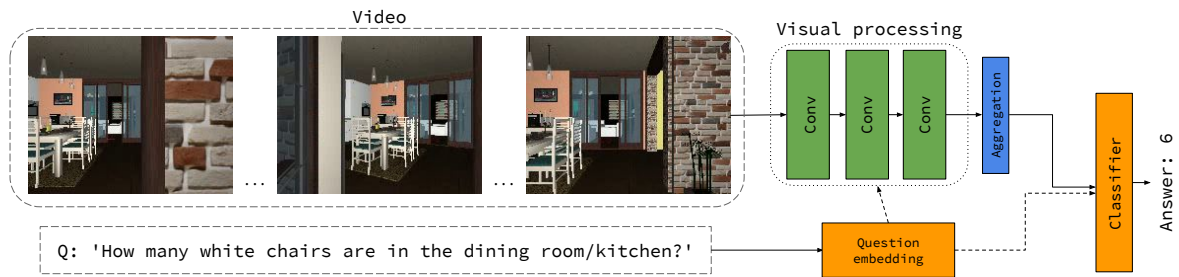 Video
Visual processing
Conv
Conv
Conv
Aggregation
Classifier
Answer: 6
... ...
Q: 'How many white chairs are in the dining room/kitchen?'
Question
embedding